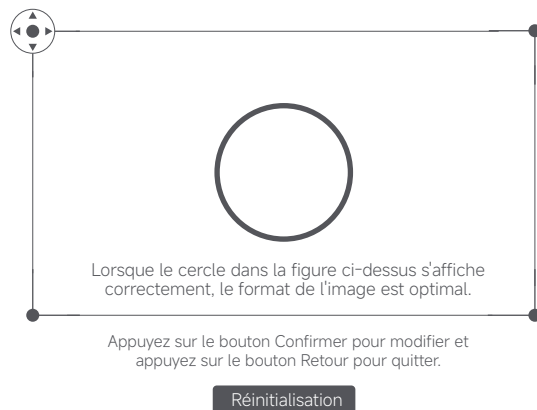 Lorsque le cercle dans la figure ci-dessus s'affiche
correctement, le format de l'image est optimal.
Appuyez sur le bouton Confirmer pour modifier et
appuyez sur le bouton Retour pour quitter.
Réinitialisation